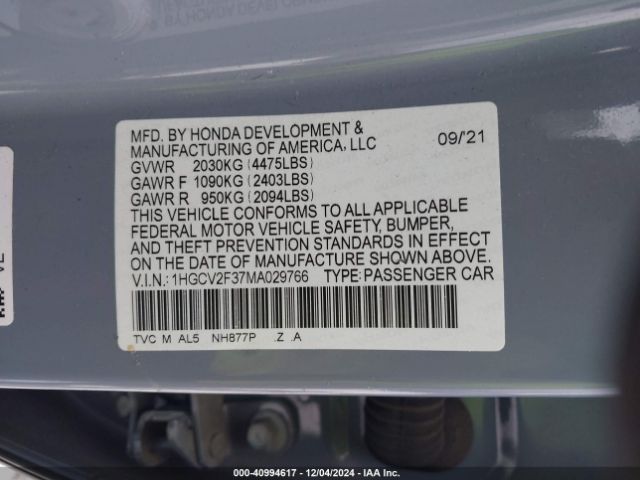 MFD. BY HONDA DEVELOPMENT &
MANUFACTURING OF AMERICA, LLC 09/'21
GVWR 2030KG (4475LBS)
GAWR F 1090KG (2403LBS)
GAWR R 950KG (2094LBS)
THIS VEHICLE CONFORMS TO ALL APPLICABLE
FEDERAL MOTOR VEHICLE SAFETY, BUMPER,
AND THEFT PREVENTION STANDARDS IN EFFECT
ON THE DATE OF MANUFACTURE SHOWN ABOVE.
V.I.N.: 1HGCV2F37MA029766 TYPE: PASSENGER CAR
TVC M AL5 NH877P .Z .A
000-40994617 - 12/04/2024 - IAA Inc.